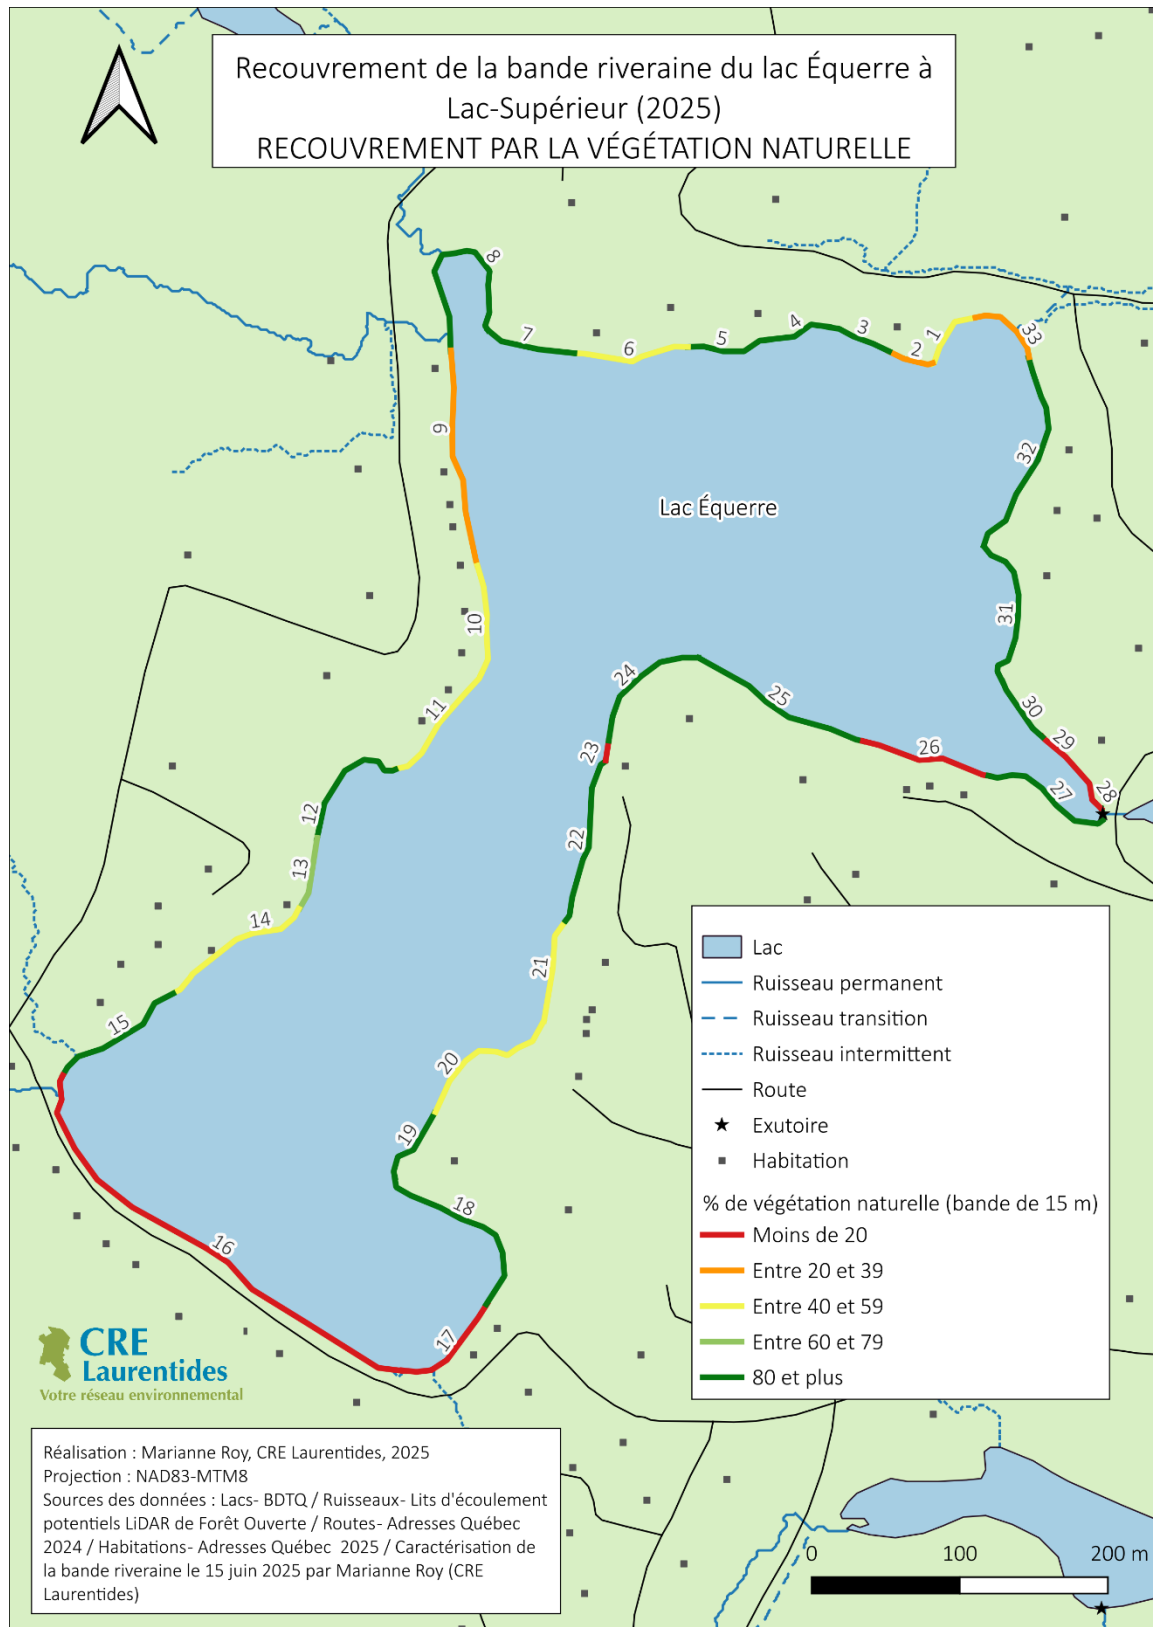 Recouvrement de la bande riveraine du lac Équerre à
Lac-Supérieur (2025)
RECOUVREMENT PAR LA VÉGÉTATION NATURELLE
8
7
6
5
4
3
2
1
33
9
32
Lac Équerre
10
31
11
24
25
30
23
26
29
28
27
12
22
13
14
21
15
20
19
18
16
17
Lac
Ruisseau permanent
Ruisseau transition
Ruisseau intermittent
Route
Exutoire
Habitation
% de végétation naturelle (bande de 15 m)
Moins de 20
Entre 20 et 39
Entre 40 et 59
Entre 60 et 79
80 et plus
CRE
Laurentides
Votre réseau environnemental
Réalisation : Marianne Roy, CRE Laurentides, 2025
Projection : NAD83-MTM8
Sources des données : Lacs- BDTQ / Ruisseaux- Lits d'écoulement
potentiels LiDAR de Forêt Ouverte / Routes- Adresses Québec
2024 / Habitations- Adresses Québec 2025 / Caractérisation de
la bande riveraine le 15 juin 2025 par Marianne Roy (CRE
Laurentides)
0 100 200 m